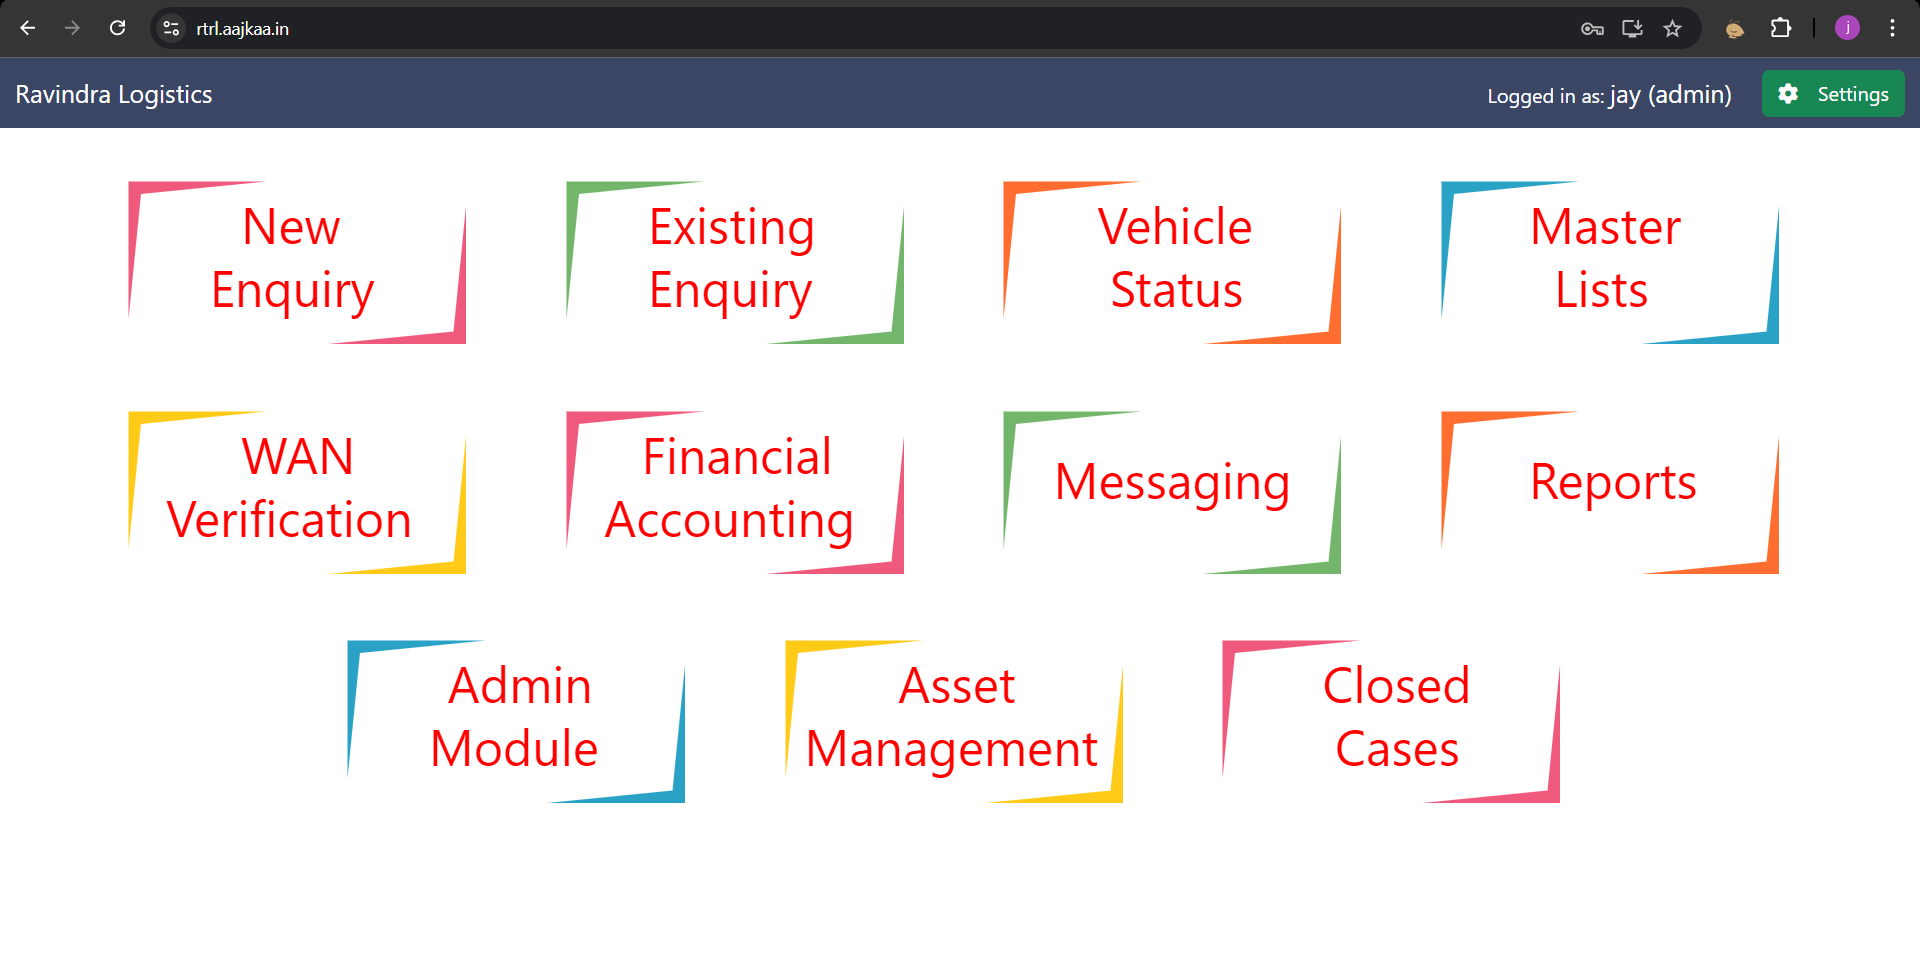 rtrl.aajkaa.in
j
Ravindra Logistics
Logged in as: jay (admin)
Settings
New
Enquiry
Existing
Enquiry
Vehicle
Status
Master
Lists
WAN
Verification
Financial
Accounting
Messaging
Reports
Admin
Module
Asset
Management
Closed
Cases